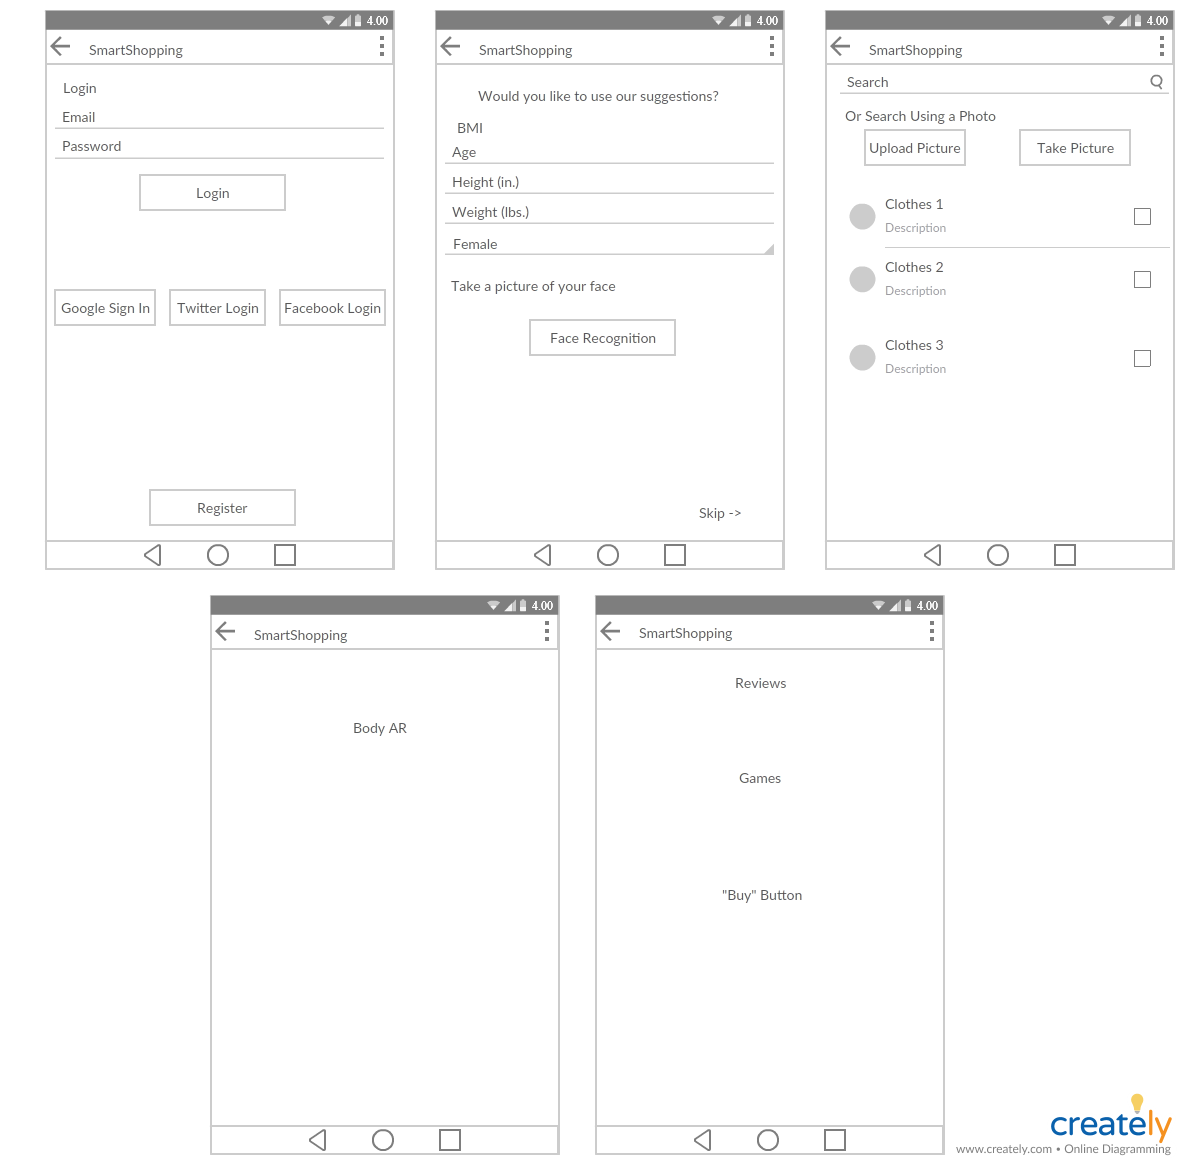 4.00
SmartShopping
Login
Email
Password
Login
Google Sign In Twitter Login Facebook Login
Register
4.00
SmartShopping
Would you like to use our suggestions?
BMI
Age
Height (in.)
Weight (lbs.)
Female
Take a picture of your face
Face Recognition
Skip ->
4.00
SmartShopping
Search
Or Search Using a Photo
Upload Picture Take Picture
Clothes 1
Description
Clothes 2
Description
Clothes 3
Description
4.00
SmartShopping
Body AR
4.00
SmartShopping
Reviews
Games
"Buy" Button
creately
www.creately.com • Online Diagramming